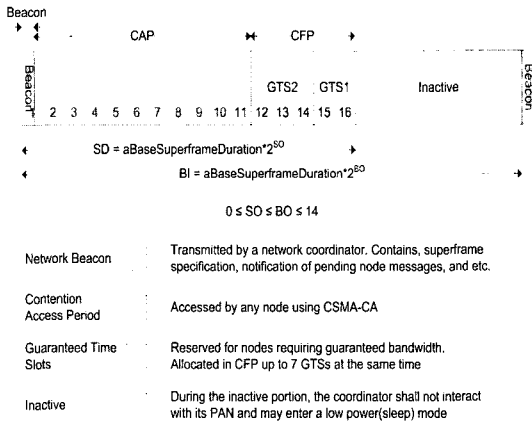 Beacon
CAP CFP
Beacon
GTS2 GTS1 Inactive
Beacon
1 2 3 4 5 6 7 8 9 10 11 12 13 14 15 16
SD = aBaseSuperframeDuration*2^SO
BI = aBaseSuperframeDuration*2^BO
0 ≤ SO ≤ BO ≤ 14
Network Beacon : Transmitted by a network coordinator. Contains, superframe
specification, notification of pending node messages, and etc.
Contention
Access Period : Accessed by any node using CSMA-CA
Guaranteed Time
Slots : Reserved for nodes requiring guaranteed bandwidth.
Allocated in CFP up to 7 GTSs at the same time
Inactive : During the inactive portion, the coordinator shall not interact
with its PAN and may enter a low power(sleep) mode